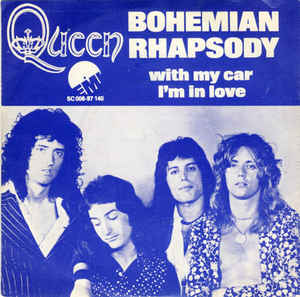 Queen
BOHEMIAN
RHAPSODY
EMI
5C 006-97 140
with my car
I'm in love